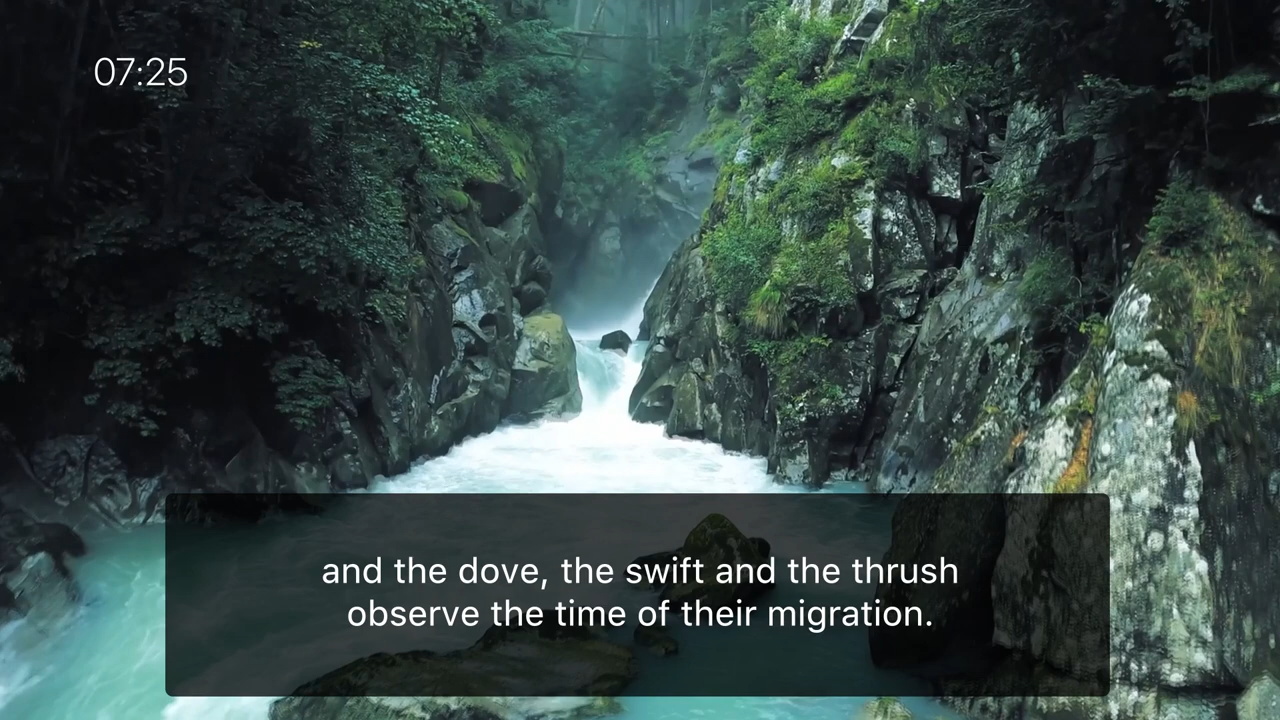 07:25
and the dove, the swift and the thrush
observe the time of their migration.